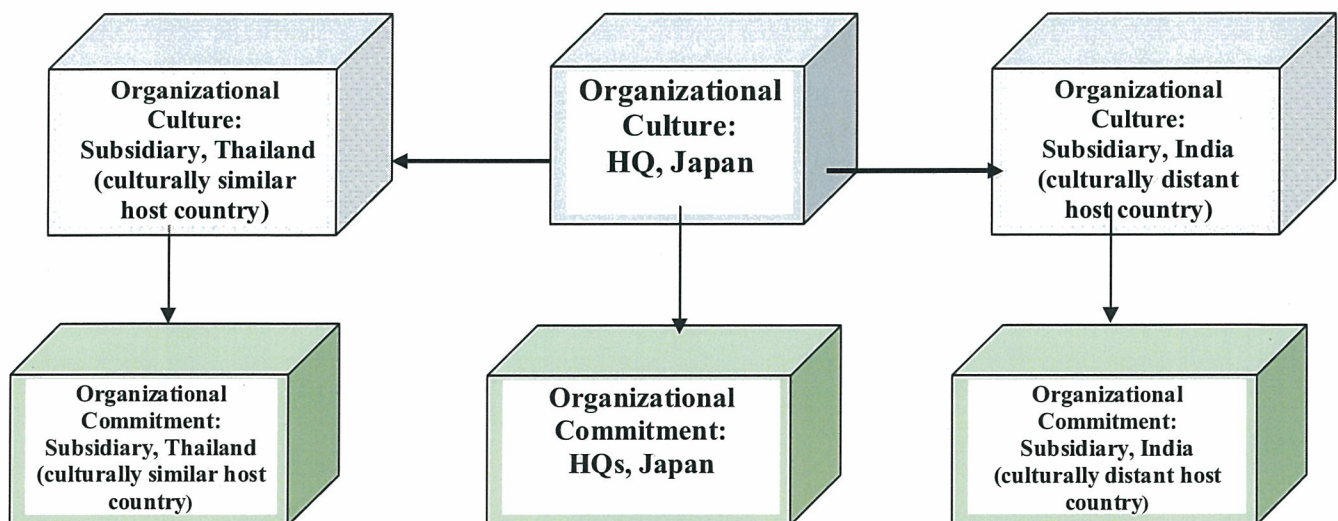 Organizational
Culture:
Subsidiary, Thailand
(culturally similar
host country)
Organizational
Culture:
HQ, Japan
Organizational
Culture:
Subsidiary, India
(culturally distant
host country)
Organizational
Commitment:
Subsidiary, Thailand
(culturally similar host
country)
Organizational
Commitment:
HQs, Japan
Organizational
Commitment:
Subsidiary, India
(culturally distant host
country)